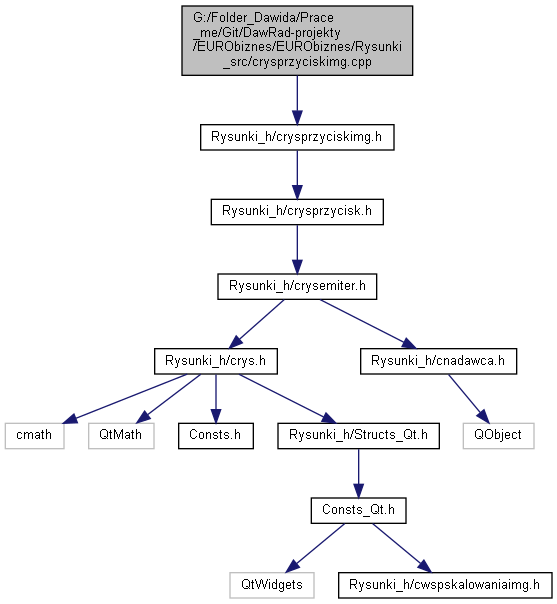 G:/Folder_Dawida/Prace
_me/Git/DawRad-projekty
/EURObiznes/EURObiznes/Rysunki
_src/crysprzyciskimg.cpp
Rysunki_h/crysprzyciskimg.h
Rysunki_h/crysprzycisk.h
Rysunki_h/crysemiter.h
Rysunki_h/crys.h
Rysunki_h/cnadawca.h
cmath
QtMath
Consts.h
Rysunki_h/Structs_Qt.h
QObject
Consts_Qt.h
QtWidgets
Rysunki_h/cwspskalowaniaimg.h